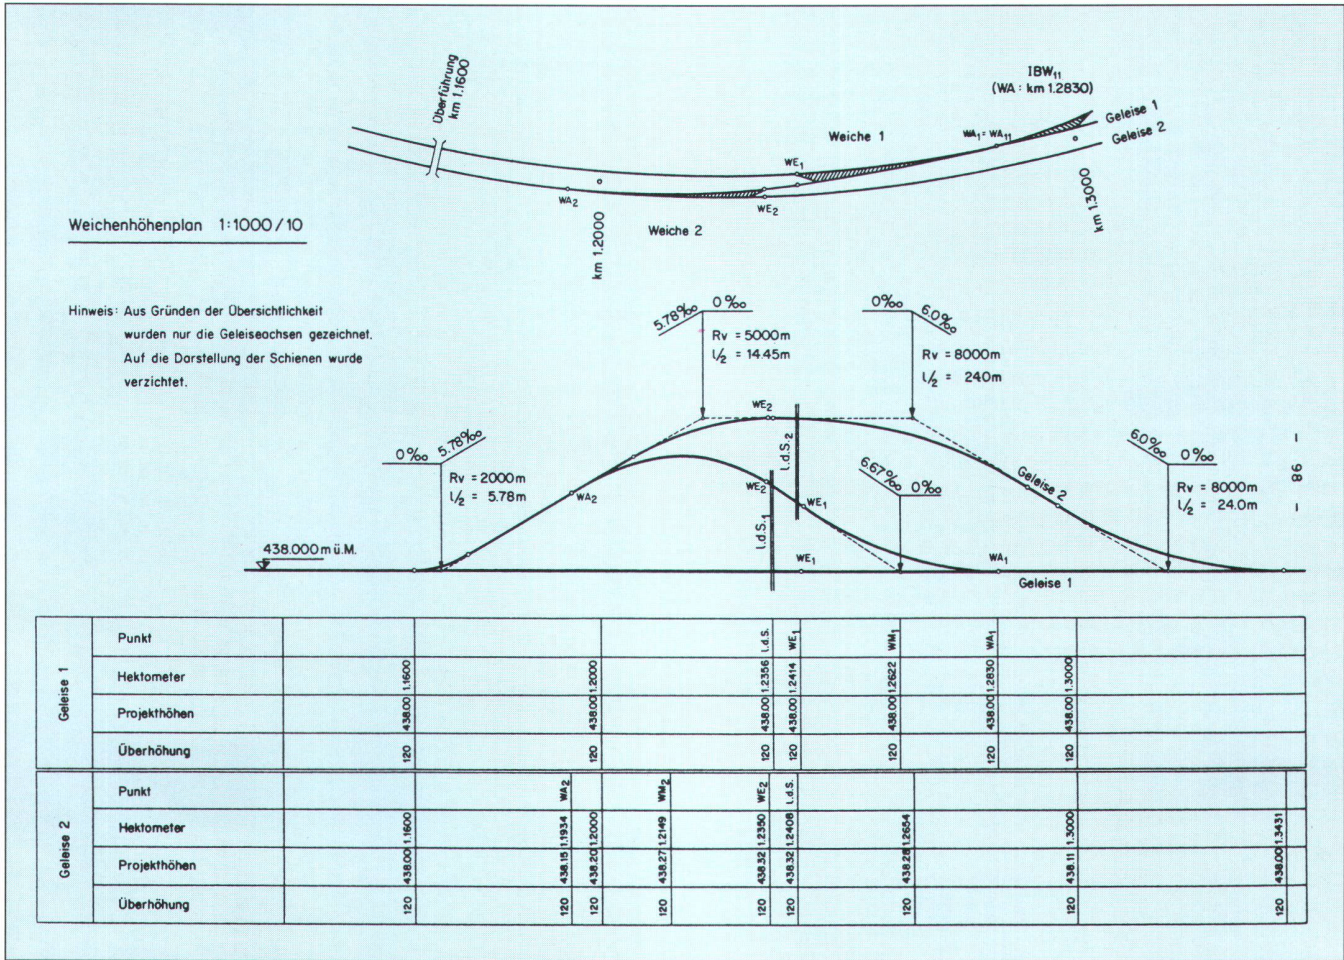 Überführung
km 1.1600
IBW11
(WA: km 1.2830)
Geleise 1
Geleise 2
Weiche 1
WA1 = WA11
WE1
WA2
WE2
km 1.2000
Weiche 2
km 1.3000
Weichenhöhenplan 1:1000/10
Hinweis: Aus Gründen der Übersichtlichkeit
wurden nur die Geleiseachsen gezeichnet.
Auf die Darstellung der Schienen wurde
verzichtet.
5.78‰ 0‰
Rv = 5000m
l/2 = 14.45m
0‰ 6.0‰
Rv = 8000m
l/2 = 24.0m
0‰ 5.78‰
Rv = 2000m
l/2 = 5.78m
WA2
WE2
l.d.S.2
WE2
l.d.S.1
WE1
6.67‰ 0‰
Geleise 2
6.0‰ 0‰
Rv = 8000m
l/2 = 24.0m
- 98 -
438.000m ü.M.
WE1
WA1
Geleise 1
Geleise 1
Punkt l.d.S. WE1 WM1 WA1
Hektometer 1.1600 1.2000 1.2356 1.2414 1.2622 1.2830 1.3000
Projekthöhen 438.00 438.00 438.00 438.00 438.00 438.00 438.00
Überhöhung 120 120 120 120 120 120 120
Geleise 2
Punkt WA2 WM2 WE2 l.d.S.
Hektometer 1.1600 1.1934 1.2000 1.2149 1.2350 1.2408 1.2654 1.3000 1.3431
Projekthöhen 438.00 438.15 438.20 438.27 438.32 438.32 438.28 438.11 438.00
Überhöhung 120 120 120 120 120 120 120 120 120